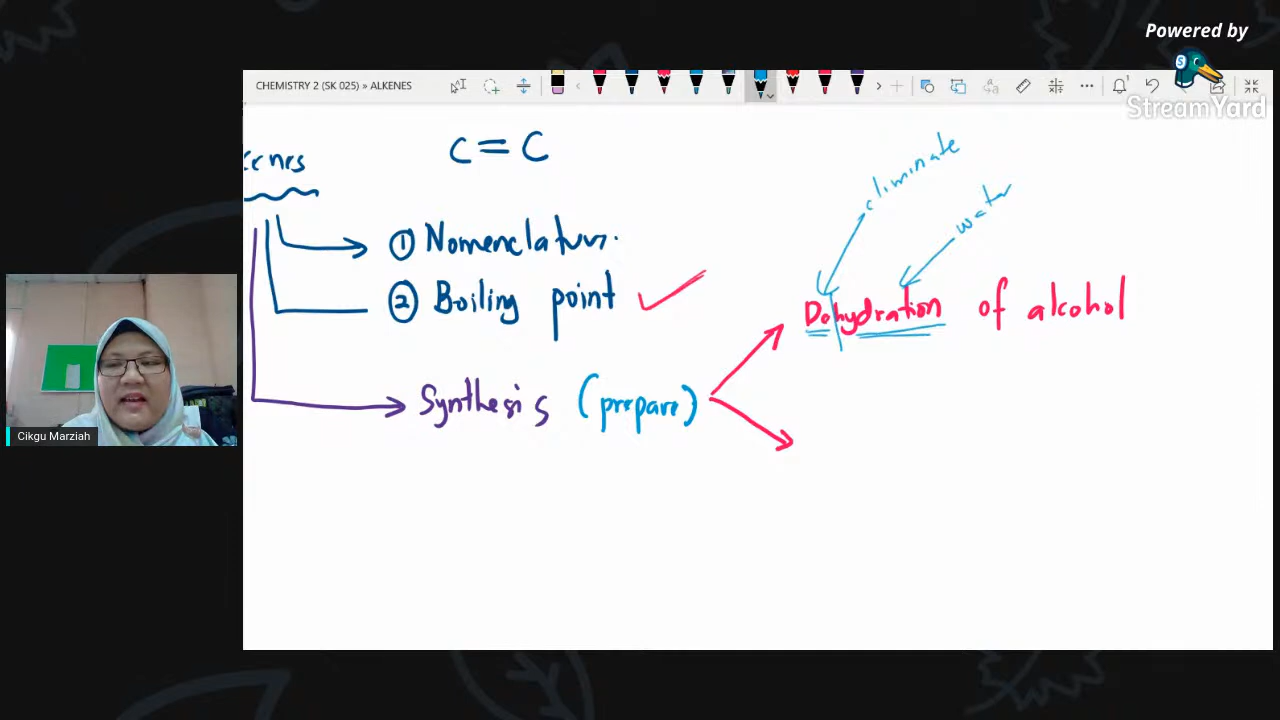 Powered by
StreamYard
CHEMISTRY 2 (SK 025) » ALKENES
C = C
① Nomenclature.
② Boiling point
Synthesis (prepare)
eliminate
water
Dehydration of alcohol
Cikgu Marziah